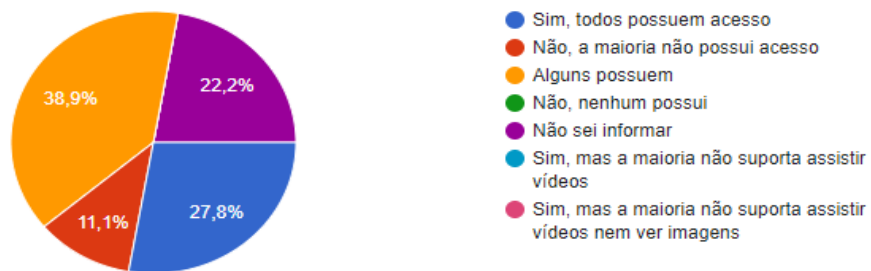 38,9%
22,2%
11,1%
27,8%
Sim, todos possuem acesso
Não, a maioria não possui acesso
Alguns possuem
Não, nenhum possui
Não sei informar
Sim, mas a maioria não suporta assistir
vídeos
Sim, mas a maioria não suporta assistir
vídeos nem ver imagens